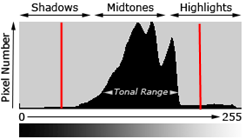 Shadows Midtones Highlights
Pixel Number
Tonal Range
0 255